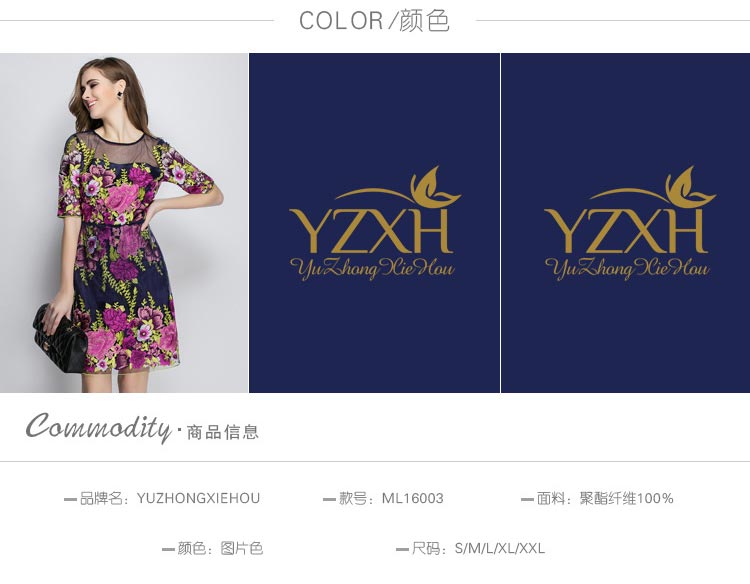 COLOR/颜色
YZXH
YuZhongXieHou
YZXH
YuZhongXieHou
Commodity·商品信息
品牌名：YUZHONGXIEHOU
款号：ML16003
面料：聚酯纤维100%
颜色：图片色
尺码：S/M/L/XL/XXL